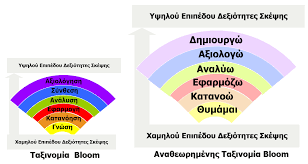 Υψηλού Επιπέδου Δεξιότητες Σκέψης
Αξιολόγηση
Σύνθεση
Ανάλυση
Εφαρμογή
Κατανόηση
Γνώση
Χαμηλού Επιπέδου Δεξιότητες Σκέψης
Ταξινομία Bloom
Υψηλού Επιπέδου Δεξιότητες Σκέψης
Δημιουργώ
Αξιολογώ
Αναλύω
Εφαρμόζω
Κατανοώ
Θυμάμαι
Χαμηλού Επιπέδου Δεξιότητες Σκέψης
Αναθεωρημένη Ταξινομία Bloom